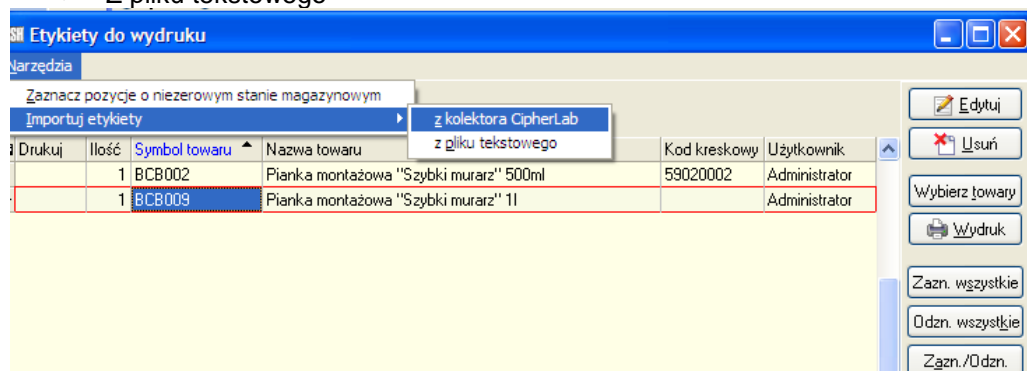 Z pliku tekstowego
Etykiety do wydruku
Narzędzia
Zaznacz pozycje o niezerowym stanie magazynowym
Importuj etykiety
z kolektora CipherLab
z pliku tekstowego
Drukuj Ilość Symbol towaru Nazwa towaru Kod kreskowy Użytkownik
1 BCB002 Pianka montażowa "Szybki murarz" 500ml 59020002 Administrator
1 BCB009 Pianka montażowa "Szybki murarz" 1l Administrator
Edytuj
Usuń
Wybierz towary
Wydruk
Zazn. wszystkie
Odzn. wszystkie
Zazn./Odzn.